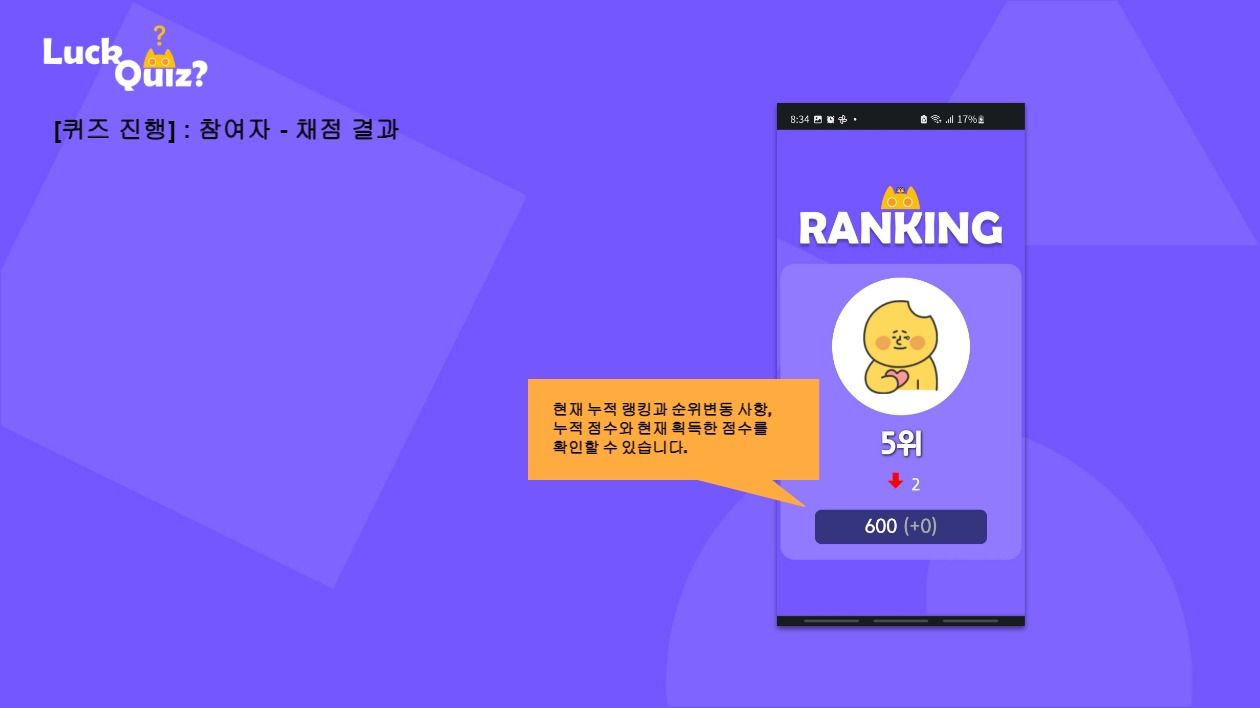 Luck
Quiz?
[퀴즈 진행] : 참여자 - 채점 결과
8:34
17%
RANKING
현재 누적 랭킹과 순위변동 사항,
누적 점수와 현재 획득한 점수를
확인할 수 있습니다.
5위
2
600 (+0)